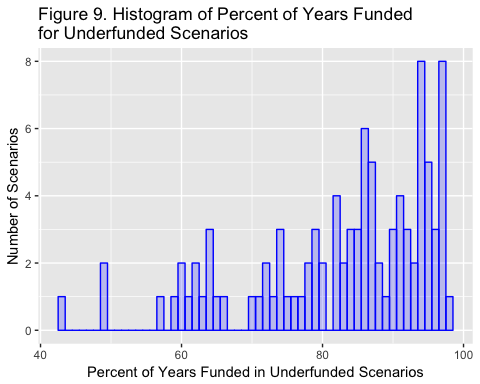 Figure 9. Histogram of Percent of Years Funded
for Underfunded Scenarios
8
6
4
2
0
Number of Scenarios
40 60 80 100
Percent of Years Funded in Underfunded Scenarios